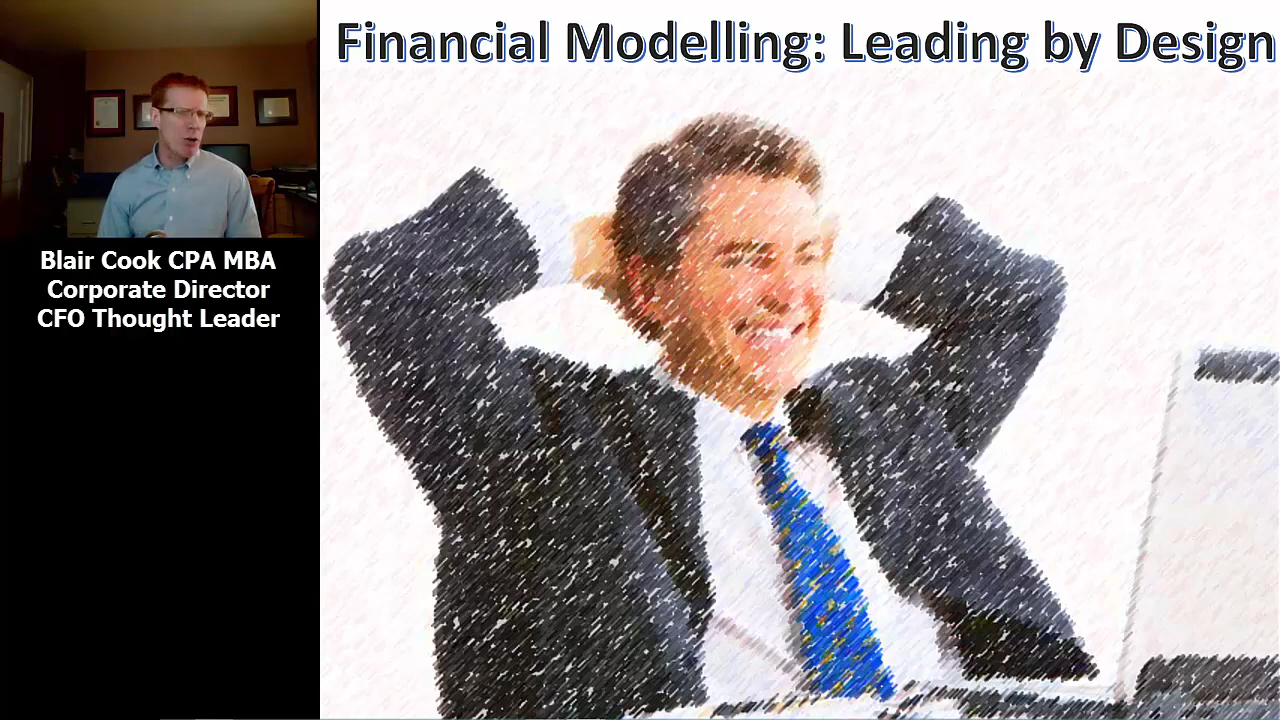 Financial Modelling: Leading by Design
Blair Cook CPA MBA
Corporate Director
CFO Thought Leader